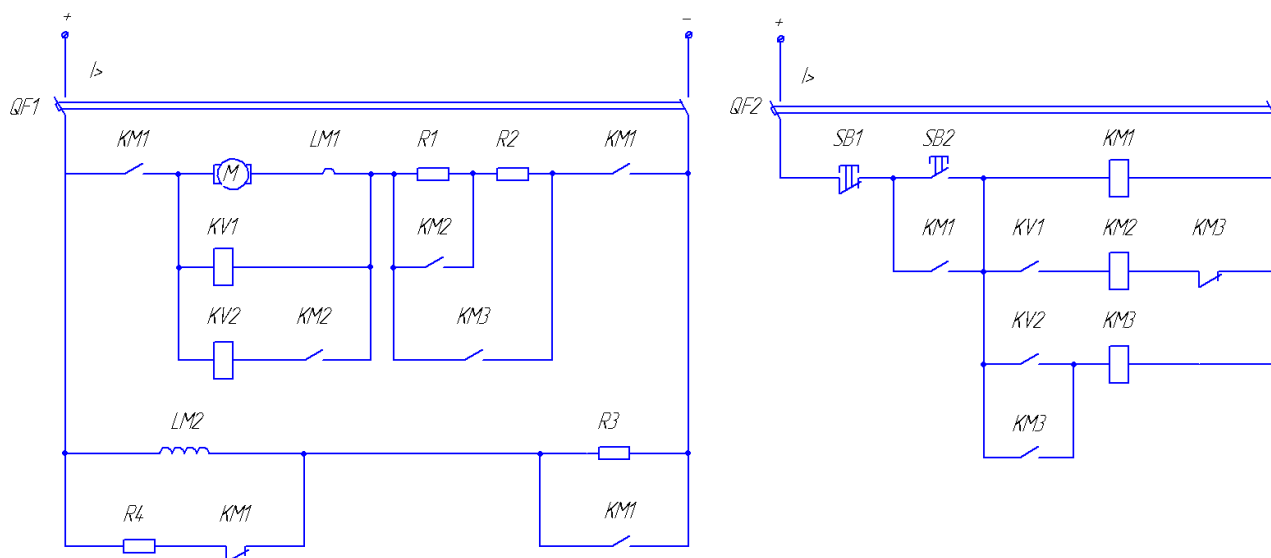 + - +
I> I>
QF1 QF2
KM1 M LM1 R1 R2 KM1 SB1 SB2 KM1
KV1 KM2 KM1 KV1 KM2 KM3
KV2 KM2 KM3 KV2 KM3
LM2 R3 KM3
R4 KM1 KM1